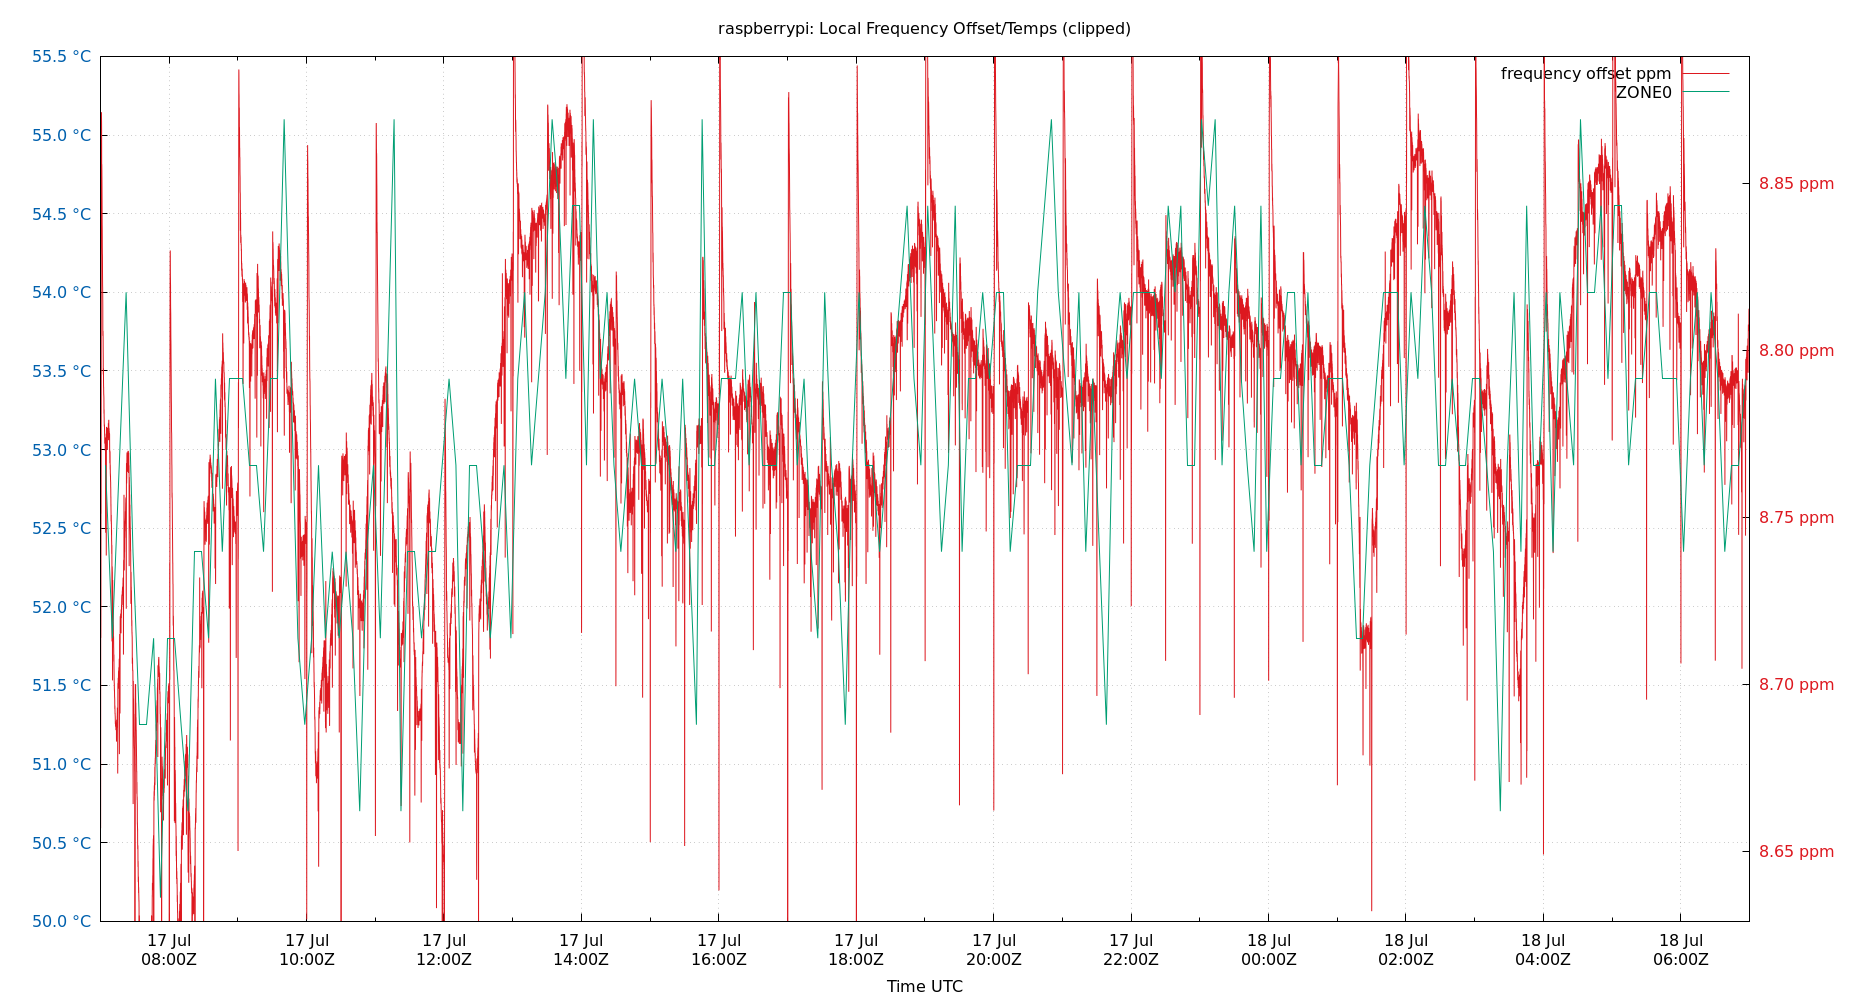 raspberrypi: Local Frequency Offset/Temps (clipped)
frequency offset ppm
ZONE0
55.5 °C
55.0 °C
54.5 °C
54.0 °C
53.5 °C
53.0 °C
52.5 °C
52.0 °C
51.5 °C
51.0 °C
50.5 °C
50.0 °C
8.85 ppm
8.80 ppm
8.75 ppm
8.70 ppm
8.65 ppm
17 Jul 17 Jul 17 Jul 17 Jul 17 Jul 17 Jul 17 Jul 17 Jul 18 Jul 18 Jul 18 Jul 18 Jul
08:00Z 10:00Z 12:00Z 14:00Z 16:00Z 18:00Z 20:00Z 22:00Z 00:00Z 02:00Z 04:00Z 06:00Z
Time UTC